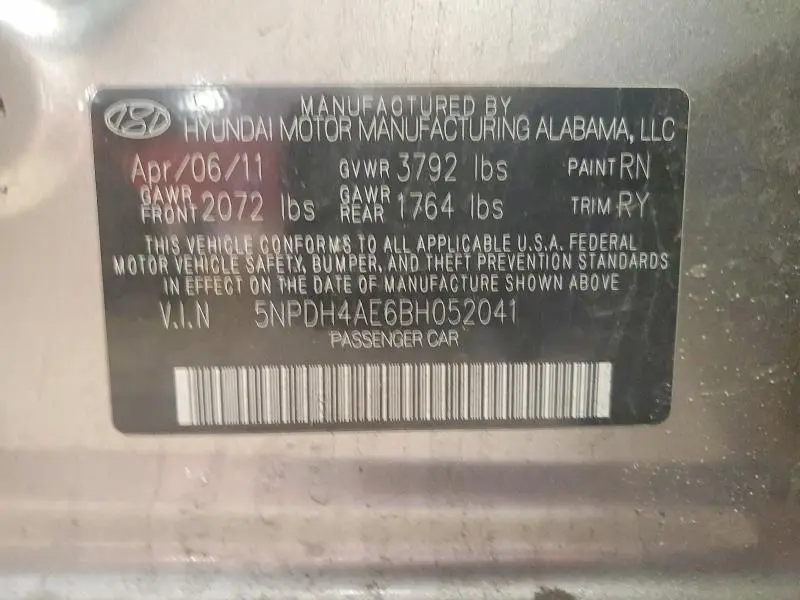 MANUFACTURED BY
HYUNDAI MOTOR MANUFACTURING ALABAMA, LLC
Apr/06/11 GVWR 3792 lbs PAINT RN
GAWR FRONT 2072 lbs GAWR REAR 1764 lbs TRIM RY
THIS VEHICLE CONFORMS TO ALL APPLICABLE U.S.A. FEDERAL
MOTOR VEHICLE SAFETY, BUMPER, AND THEFT PREVENTION STANDARDS
IN EFFECT ON THE DATE OF MANUFACTURE SHOWN ABOVE
V.I.N 5NPDH4AE6BH052041
PASSENGER CAR